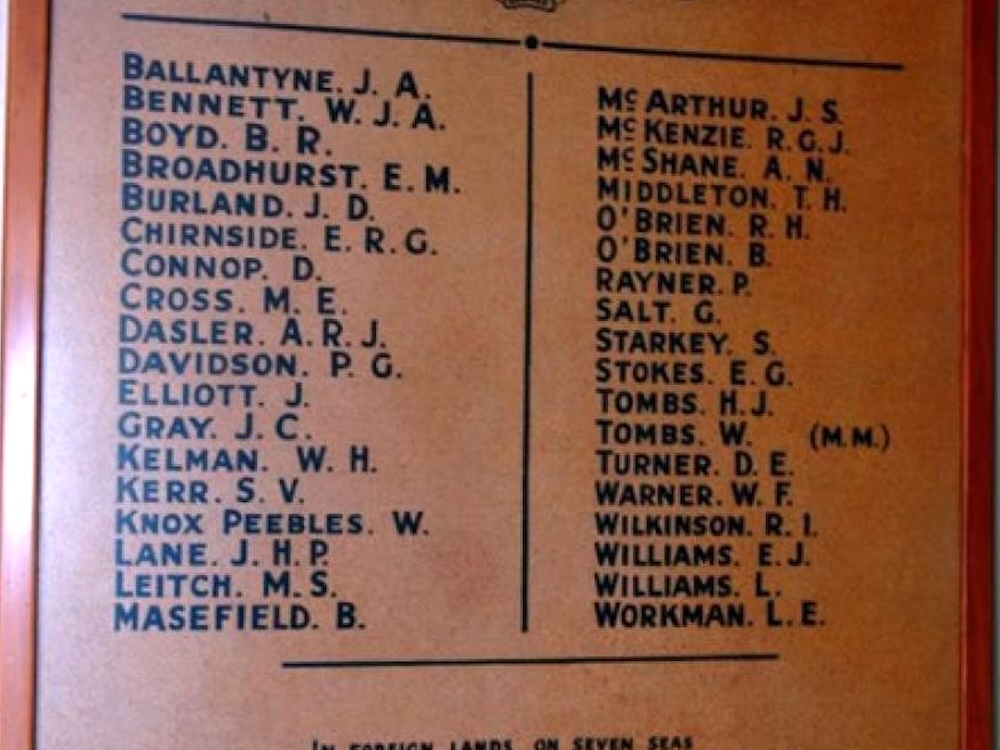 BALLANTYNE. J. A.
BENNETT. W. J. A.
BOYD. B. R.
BROADHURST. E. M.
BURLAND. J. D.
CHIRNSIDE. E. R. G.
CONNOP. D.
CROSS. M. E.
DASLER. A. R. J.
DAVIDSON. P. G.
ELLIOTT. J.
GRAY. J. C.
KELMAN. W. H.
KERR. S. V.
KNOX PEEBLES. W.
LANE. J. H. P.
LEITCH. M. S.
MASEFIELD. B.
McARTHUR. J. S.
McKENZIE. R. G. J.
McSHANE. A. N.
MIDDLETON. T. H.
O'BRIEN. R. H.
O'BRIEN. B.
RAYNER. P.
SALT. G.
STARKEY. S.
STOKES. E. G.
TOMBS. H. J.
TOMBS. W. (M. M.)
TURNER. D. E.
WARNER. W. F.
WILKINSON. R. I.
WILLIAMS. E. J.
WILLIAMS. L.
WORKMAN. L. E.
IN FOREIGN LANDS ON SEVEN SEAS